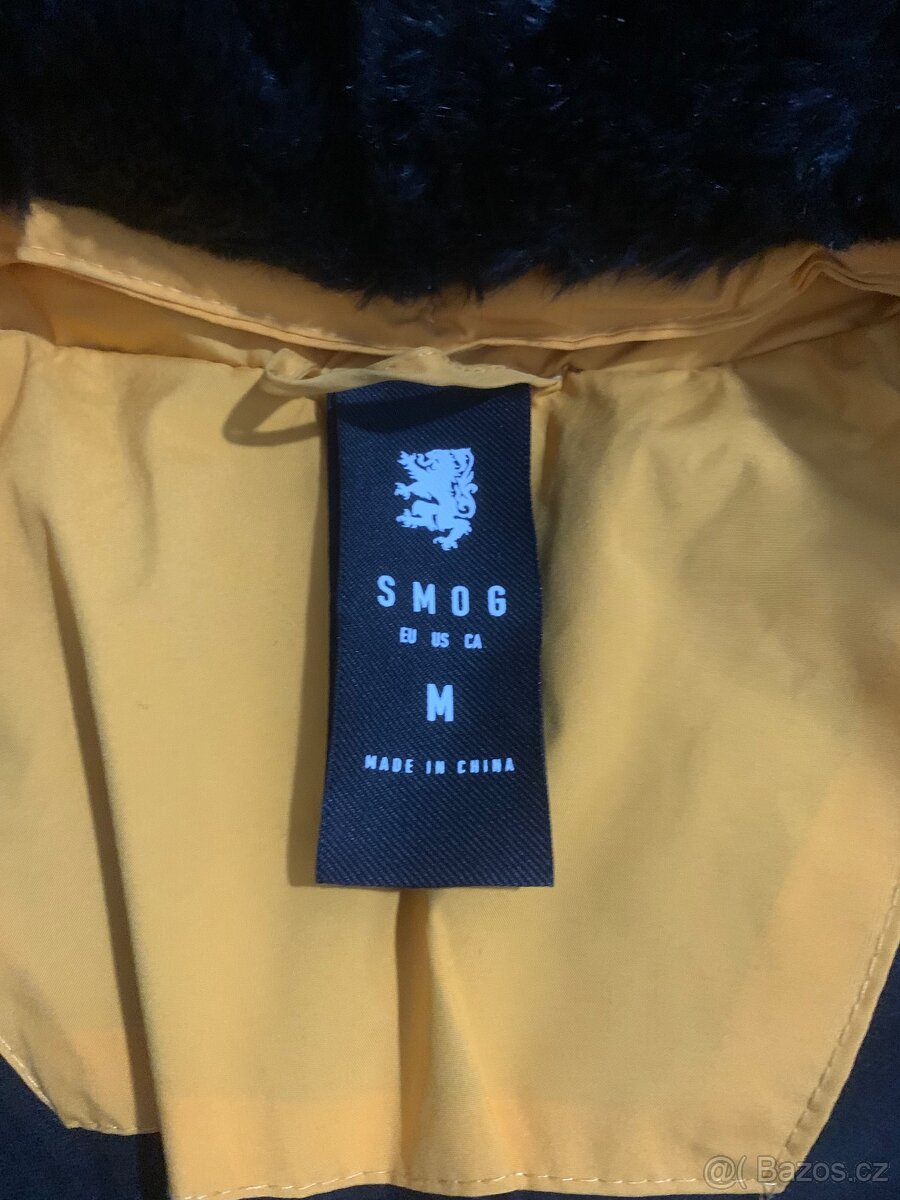 SMOG
EU US CA
M
MADE IN CHINA
@( Bazos.cz